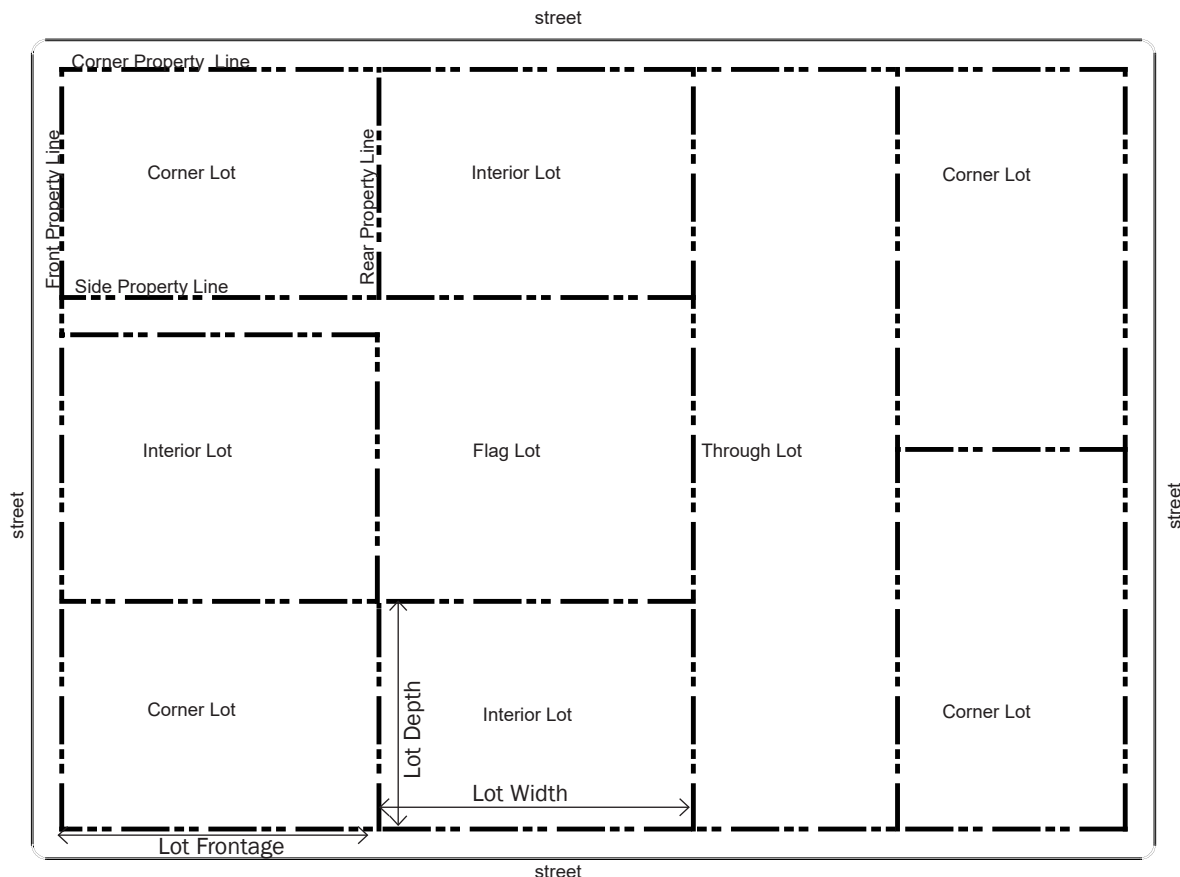 street
Corner Property Line
Front Property Line
Corner Lot
Rear Property Line
Interior Lot
Corner Lot
Side Property Line
Interior Lot
Flag Lot
Through Lot
street
street
Corner Lot
Lot Depth
Interior Lot
Corner Lot
Lot Width
Lot Frontage
street